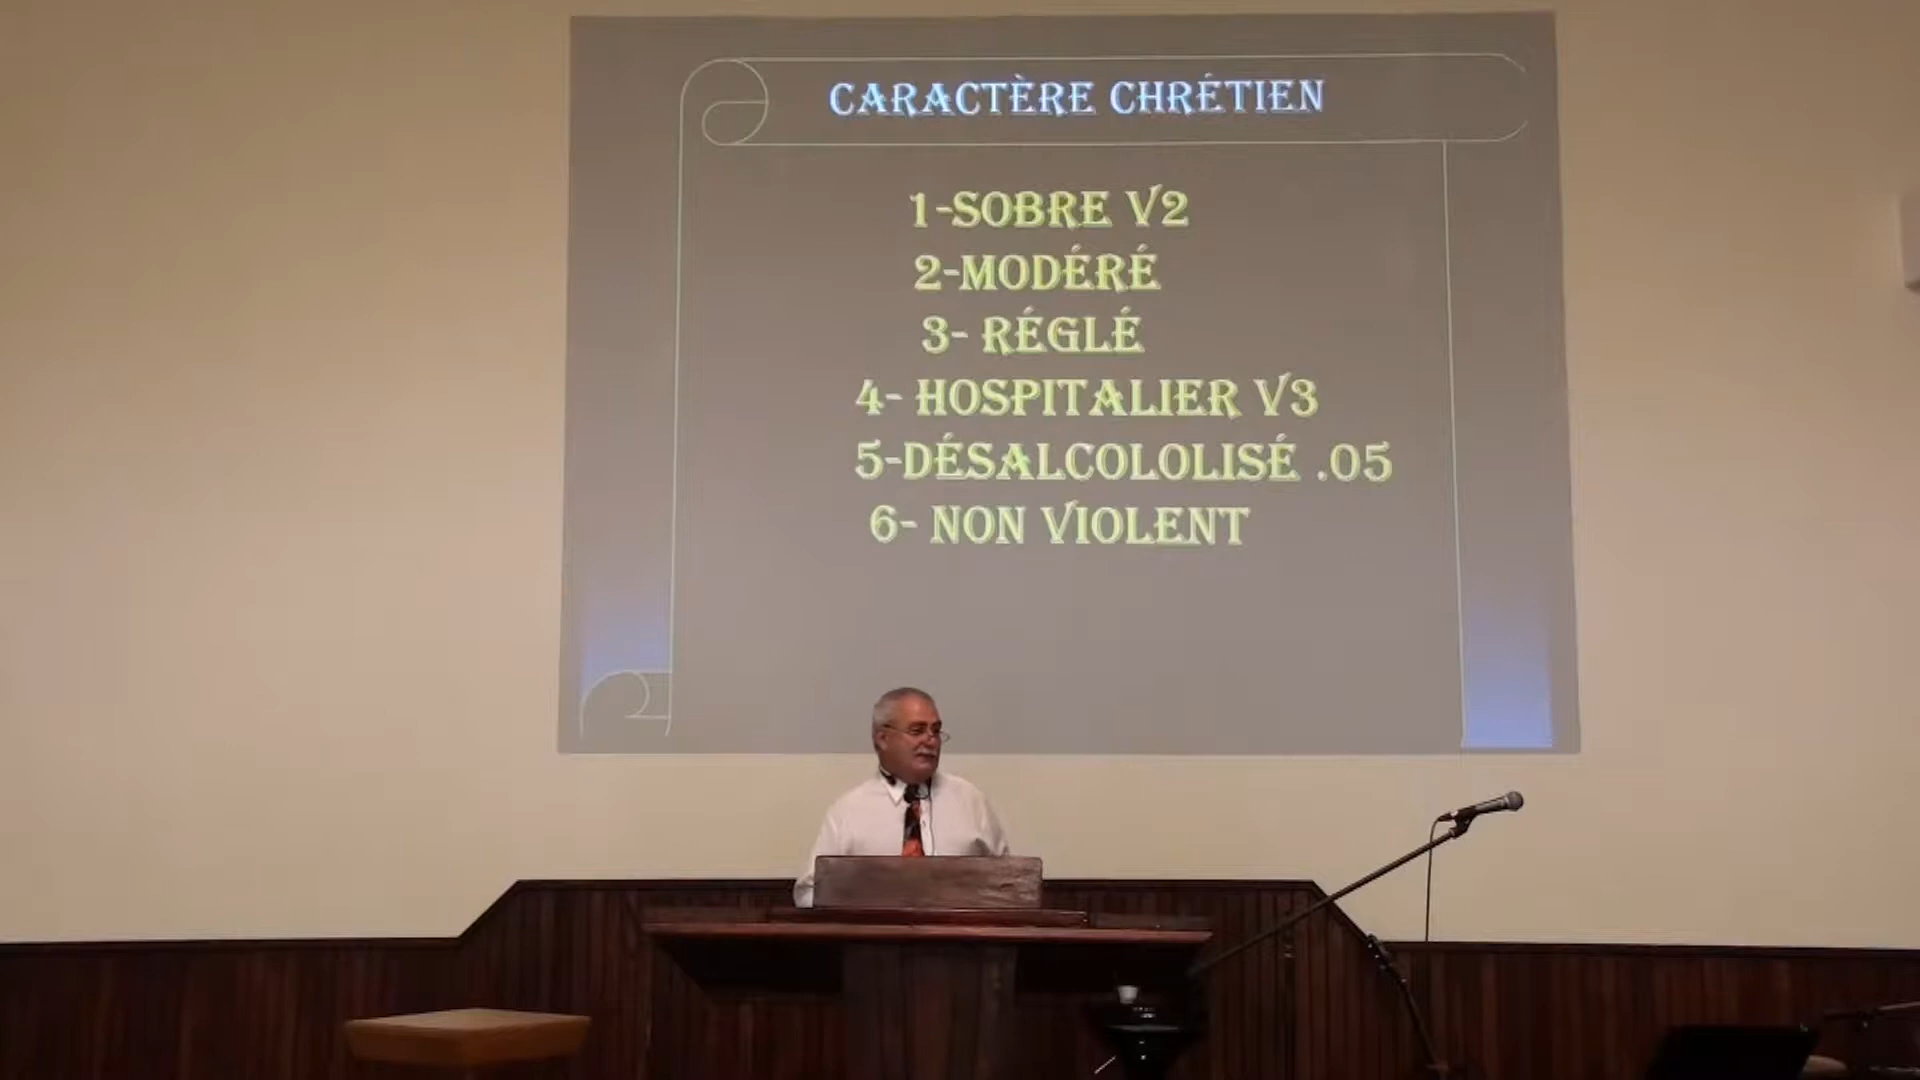 CARACTÈRE CHRÉTIEN
1-SOBRE V2
2-MODÉRÉ
3- RÉGLÉ
4- HOSPITALIER V3
5-DÉSALCOLOLISÉ .05
6- NON VIOLENT